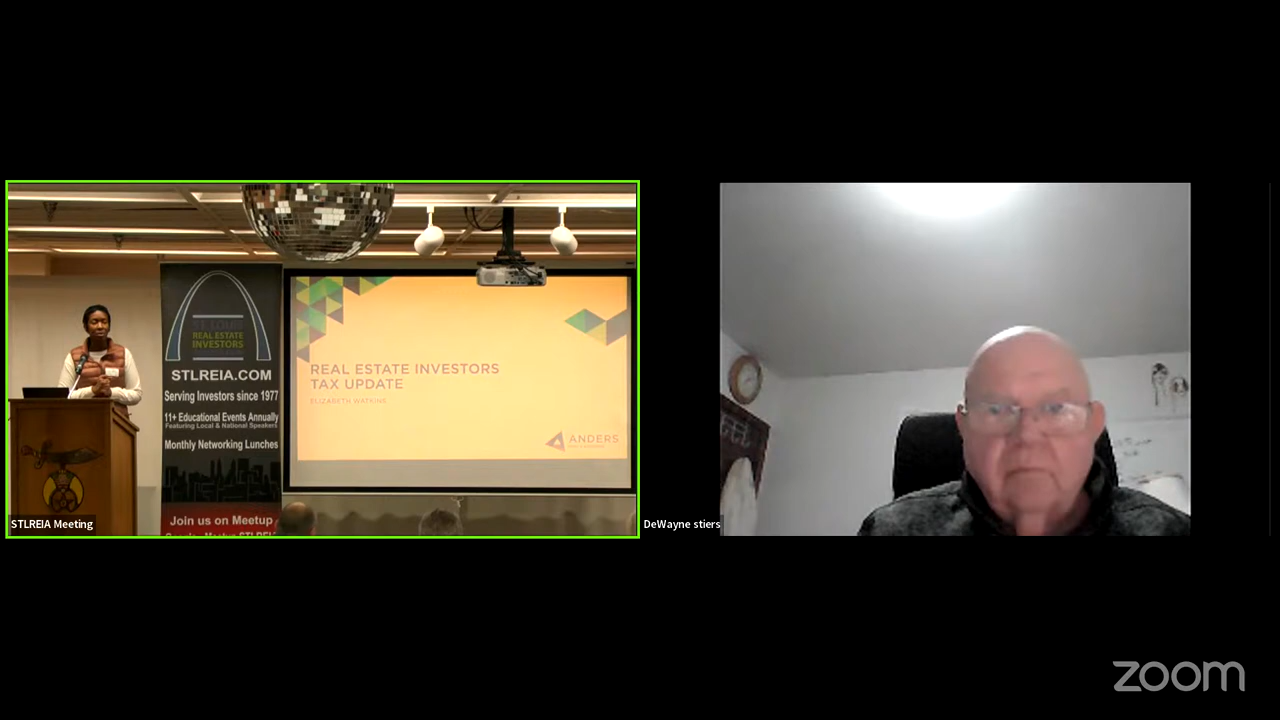 ST. LOUIS
REAL ESTATE
INVESTORS
STLREIA.COM
Serving Investors since 1977
11+ Educational Events Annually
Featuring Local & National Speakers
Monthly Networking Lunches
Join us on Meetup
STLREIA Meeting
REAL ESTATE INVESTORS
TAX UPDATE
ELIZABETH WATKINS
ANDERS
DeWayne stiers
zoom